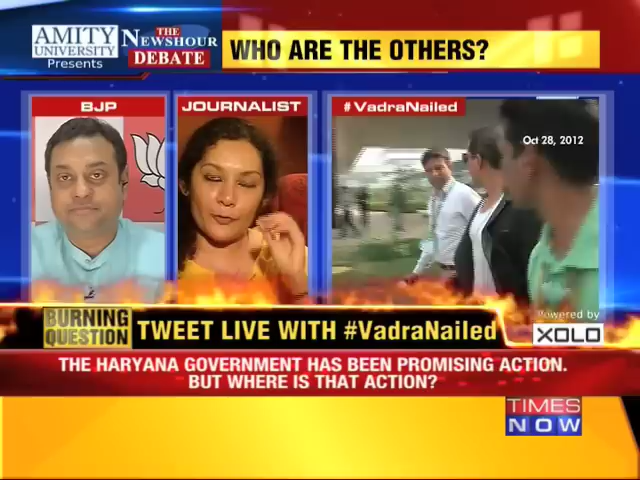 AMITY
UNIVERSITY
Presents
THE
NEWSHOUR
DEBATE
WHO ARE THE OTHERS?
BJP
JOURNALIST
#VadraNailed
Oct 28, 2012
BURNING
QUESTION
TWEET LIVE WITH #VadraNailed
Powered by
XOLO
THE HARYANA GOVERNMENT HAS BEEN PROMISING ACTION.
BUT WHERE IS THAT ACTION?
TIMES
NOW